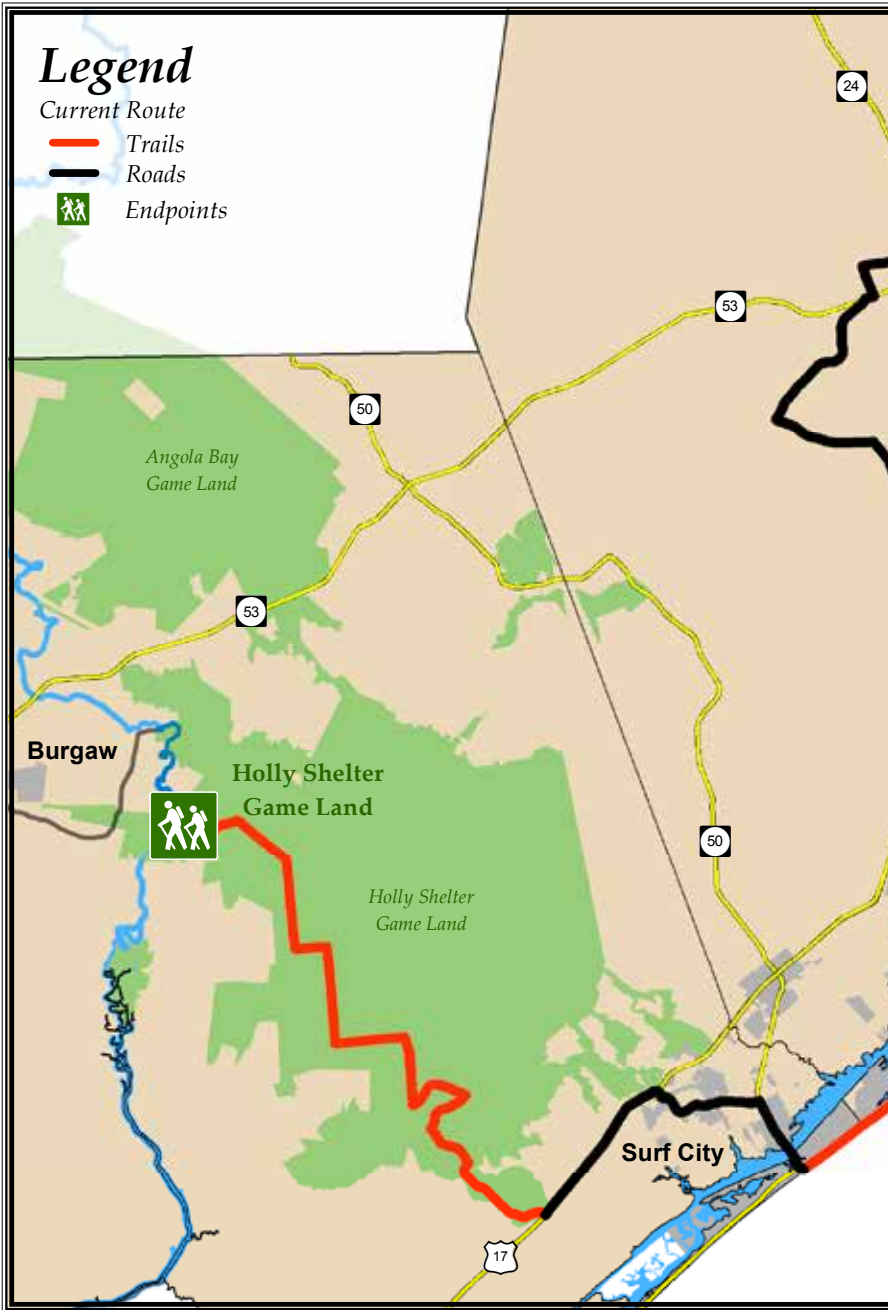 Legend
Current Route
Trails
Roads
Endpoints
24
53
50
Angola Bay
Game Land
53
Burgaw
Holly Shelter
Game Land
50
Holly Shelter
Game Land
Surf City
17